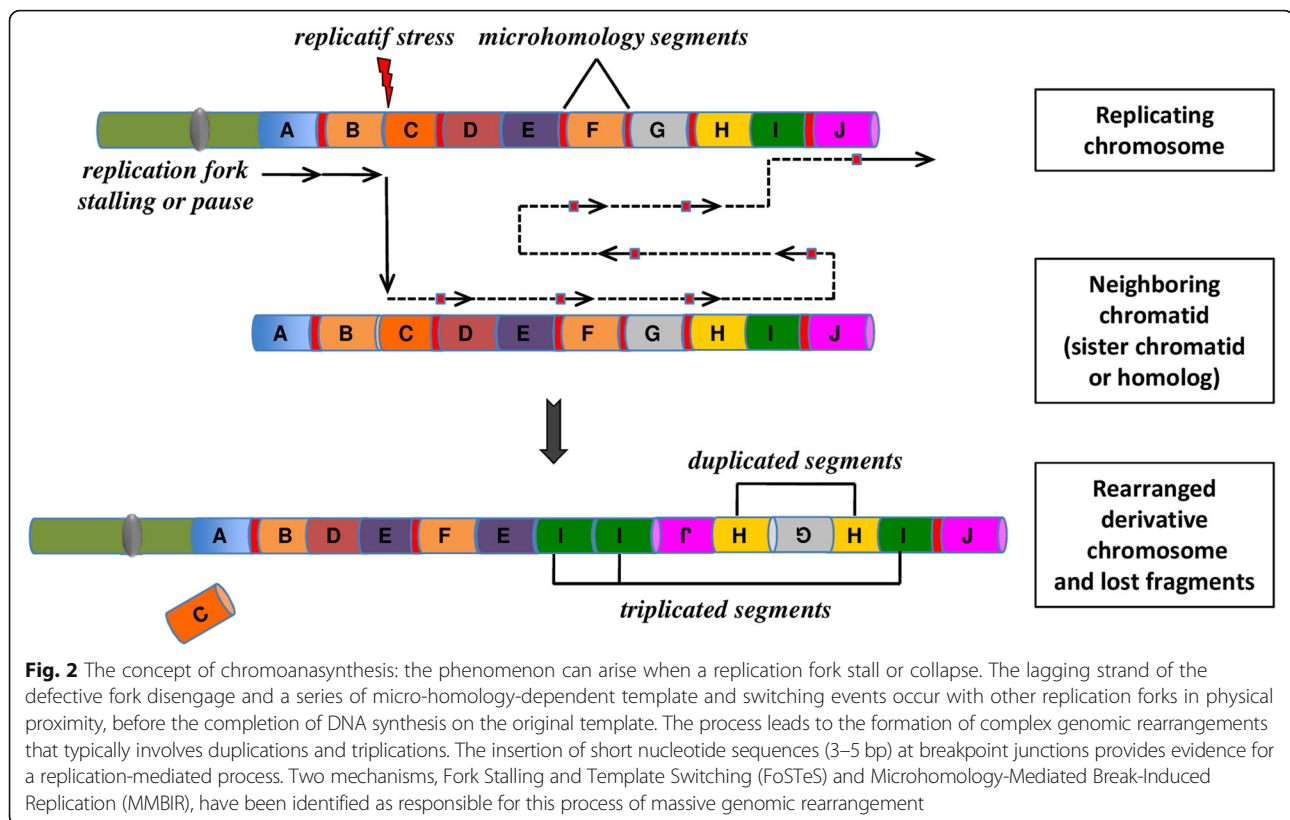 replicatif stress
microhomology segments
A B C D E F G H I J
Replicating
chromosome
replication fork
stalling or pause
A B C D E F G H I J
Neighboring
chromatid
(sister chromatid
or homolog)
duplicated segments
A B D E F E I I J H G H I J
triplicated segments
C
Rearranged
derivative
chromosome
and lost fragments
Fig. 2 The concept of chromoanasynthesis: the phenomenon can arise when a replication fork stall or collapse. The lagging strand of the
defective fork disengage and a series of micro-homology-dependent template and switching events occur with other replication forks in physical
proximity, before the completion of DNA synthesis on the original template. The process leads to the formation of complex genomic rearrangements
that typically involves duplications and triplications. The insertion of short nucleotide sequences (3–5 bp) at breakpoint junctions provides evidence for
a replication-mediated process. Two mechanisms, Fork Stalling and Template Switching (FoSTeS) and Microhomology-Mediated Break-Induced
Replication (MMBIR), have been identified as responsible for this process of massive genomic rearrangement